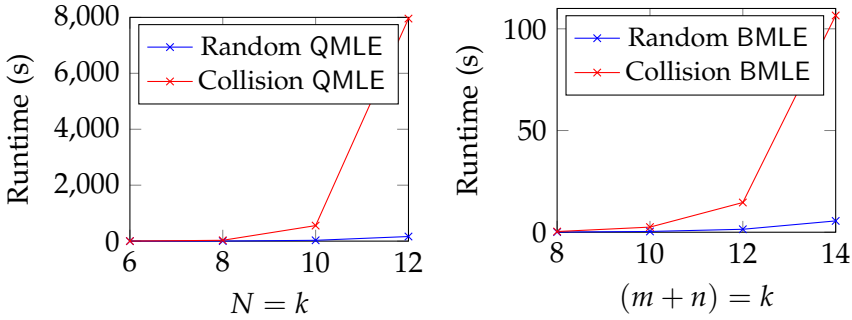 8,000
6,000
4,000
2,000
0
6 8 10 12
Runtime (s)
N = k
Random QMLE
Collision QMLE
100
50
0
8 10 12 14
Runtime (s)
(m + n) = k
Random BMLE
Collision BMLE